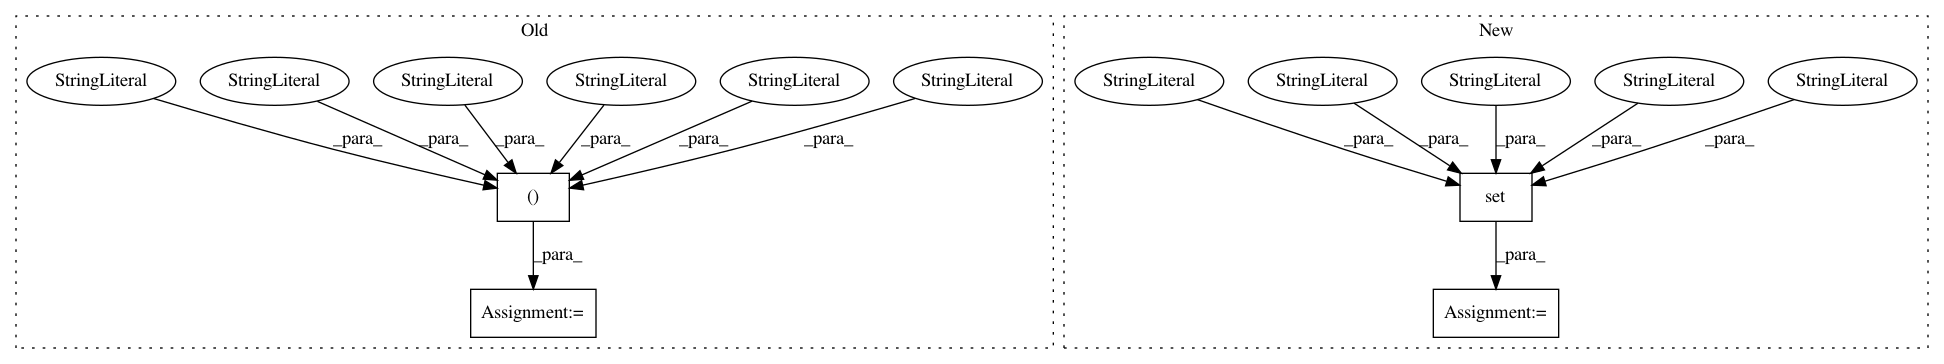 Old
New
StringLiteral StringLiteral StringLiteral StringLiteral StringLiteral StringLiteral
StringLiteral StringLiteral StringLiteral StringLiteral StringLiteral
_para_ _para_ _para_ _para_ _para_ _para_
_para_ _para_ _para_ _para_ _para_
()
set
_para_
_para_
Assignment:=
Assignment:=